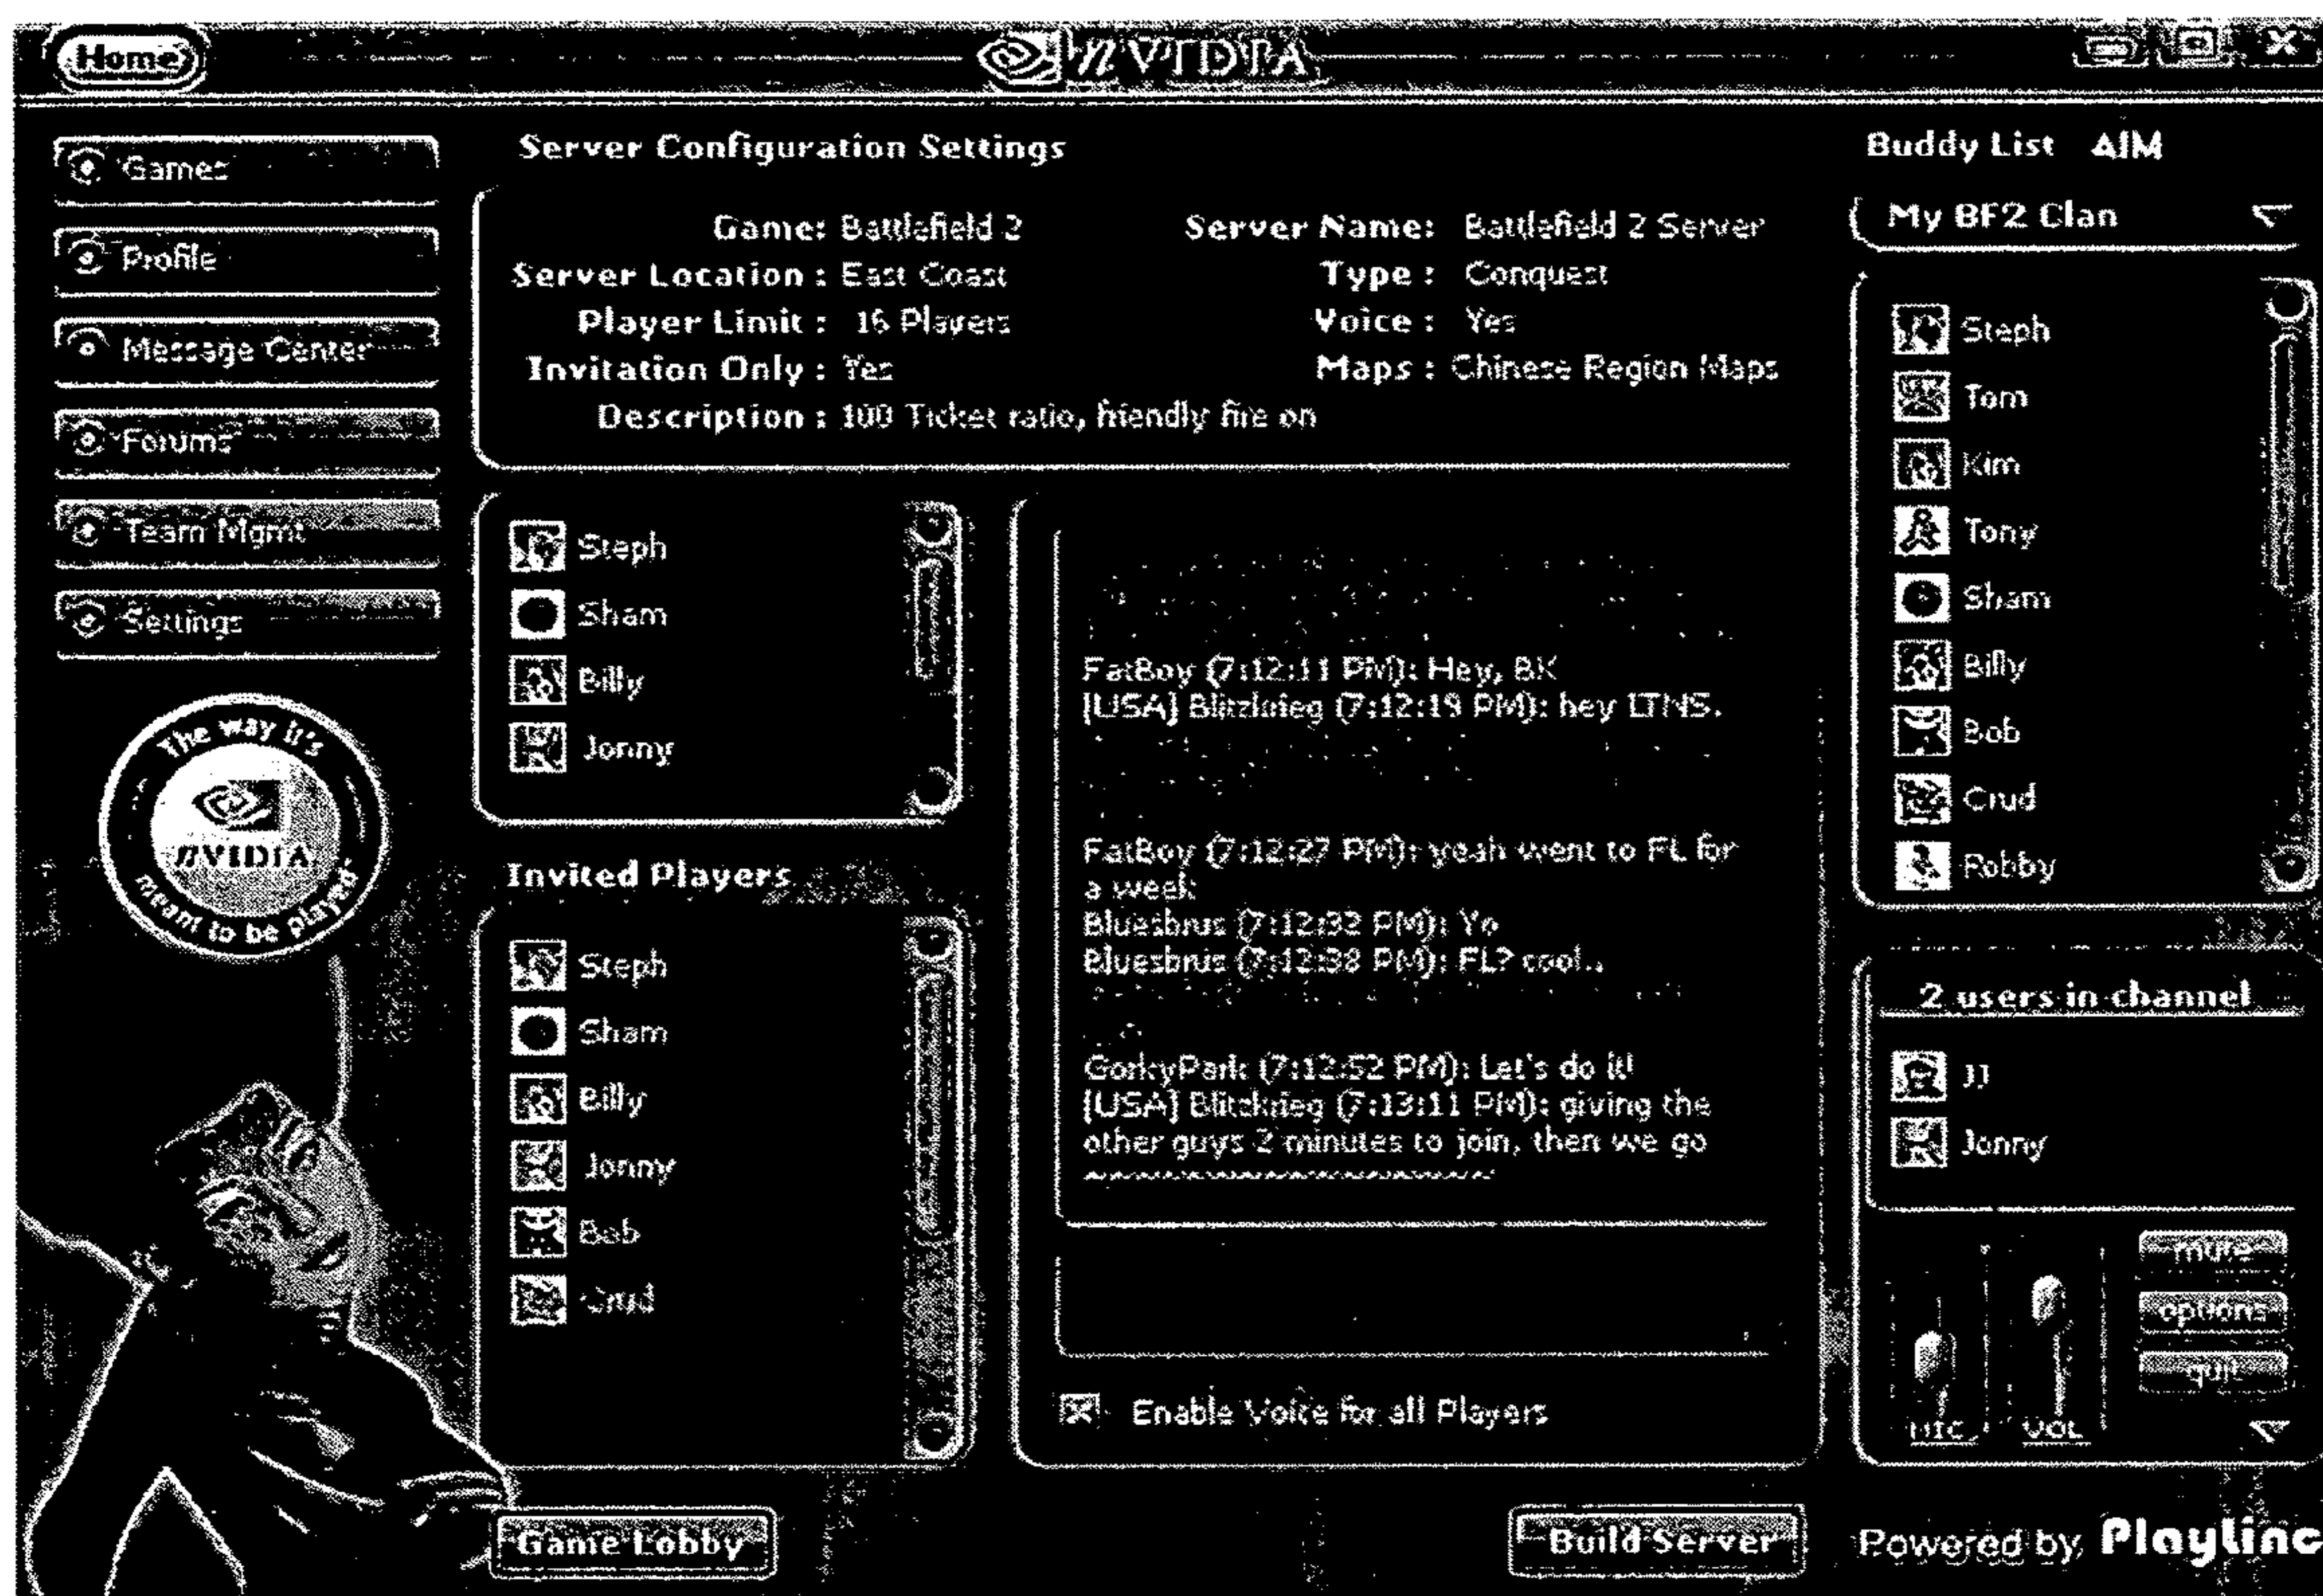 Home
nVIDIA
Games
Profile
Message Center
Forums
Team Mgmt
Settings
The way it's
nVIDIA
meant to be played
Server Configuration Settings
Game: Battlefield 2
Server Name: Battlefield 2 Server
Server Location : East Coast
Type : Conquest
Player Limit : 16 Players
Voice : Yes
Invitation Only : Yes
Maps : Chinese Region Maps
Description : 100 Ticket ratio, friendly fire on
Steph
Sham
Billy
Jonny
Invited Players
Steph
Sham
Billy
Jonny
Bob
Crud
FatBoy (7:12:11 PM): Hey, BK
[USA] Blitzkrieg (7:12:19 PM): hey LTNS.
FatBoy (7:12:27 PM): yeah went to FL for
a week
Bluesbrus (7:12:32 PM): Yo
Bluesbrus (7:12:38 PM): FL? cool..
GorkyPark (7:12:52 PM): Let's do it!
[USA] Blitzkrieg (7:13:11 PM): giving the
other guys 2 minutes to join, then we go
Enable Voice for all Players
Buddy List AIM
My BF2 Clan
Steph
Tom
Kim
Tony
Sham
Billy
Bob
Crud
Robby
2 users in channel
JJ
Jonny
mute
options
quit
MIC VOL
Game Lobby
Build Server
Powered by PlayLinc